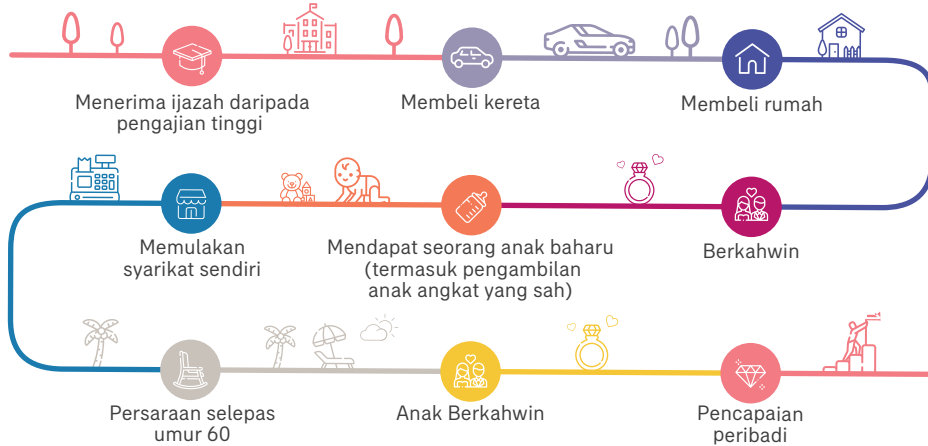 Menerima ijazah daripada
pengajian tinggi
Membeli kereta
Membeli rumah
Memulakan
syarikat sendiri
Mendapat seorang anak baharu
(termasuk pengambilan
anak angkat yang sah)
Berkahwin
Persaraan selepas
umur 60
Anak Berkahwin
Pencapaian
peribadi